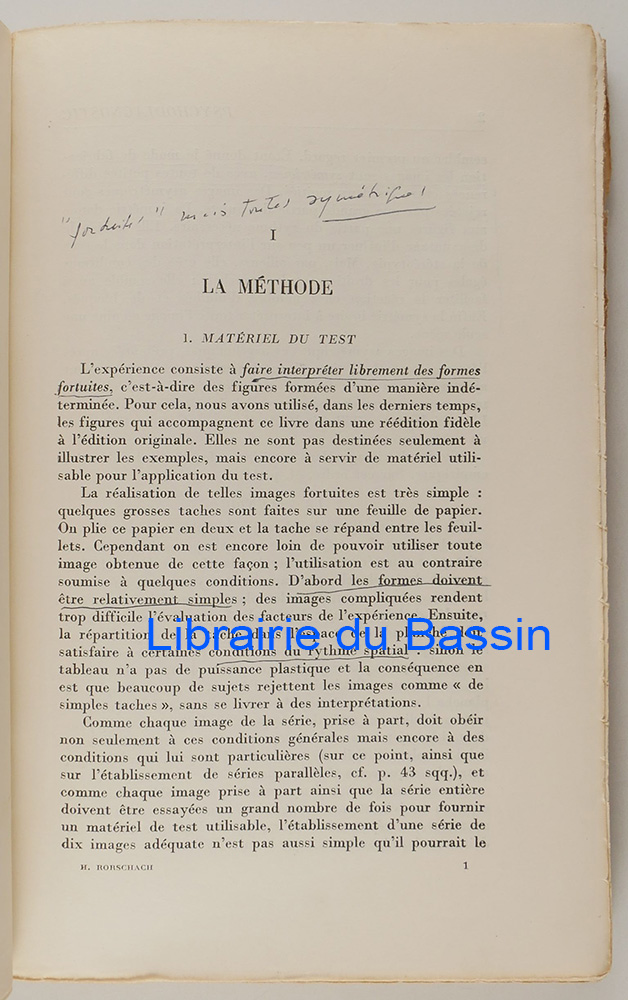 "fortuites" mais toutes symétriques
I
LA MÉTHODE
1. MATÉRIEL DU TEST
L'expérience consiste à faire interpréter librement des formes
fortuites, c'est-à-dire des figures formées d'une manière indé-
terminée. Pour cela, nous avons utilisé, dans les derniers temps,
les figures qui accompagnent ce livre dans une réédition fidèle
à l'édition originale. Elles ne sont pas destinées seulement à
illustrer les exemples, mais encore à servir de matériel utili-
sable pour l'application du test.
La réalisation de telles images fortuites est très simple :
quelques grosses taches sont faites sur une feuille de papier.
On plie ce papier en deux et la tache se répand entre les feuil-
lets. Cependant on est encore loin de pouvoir utiliser toute
image obtenue de cette façon ; l'utilisation est au contraire
soumise à quelques conditions. D'abord les formes doivent
être relativement simples ; des images compliquées rendent
trop difficile l'évaluation des facteurs de l'expérience. Ensuite,
la répartition de la tache dans l'espace de la planche doit
Librairie du Bassin
satisfaire à certaines conditions du rythme spatial : sinon le
tableau n'a pas de puissance plastique et la conséquence en
est que beaucoup de sujets rejettent les images comme « de
simples taches », sans se livrer à des interprétations.
Comme chaque image de la série, prise à part, doit obéir
non seulement à ces conditions générales mais encore à des
conditions qui lui sont particulières (sur ce point, ainsi que
sur l'établissement de séries parallèles, cf. p. 43 sqq.), et
comme chaque image prise à part ainsi que la série entière
doivent être essayées un grand nombre de fois pour fournir
un matériel de test utilisable, l'établissement d'une série de
dix images adéquate n'est pas aussi simple qu'il pourrait le
H. RORSCHACH 1